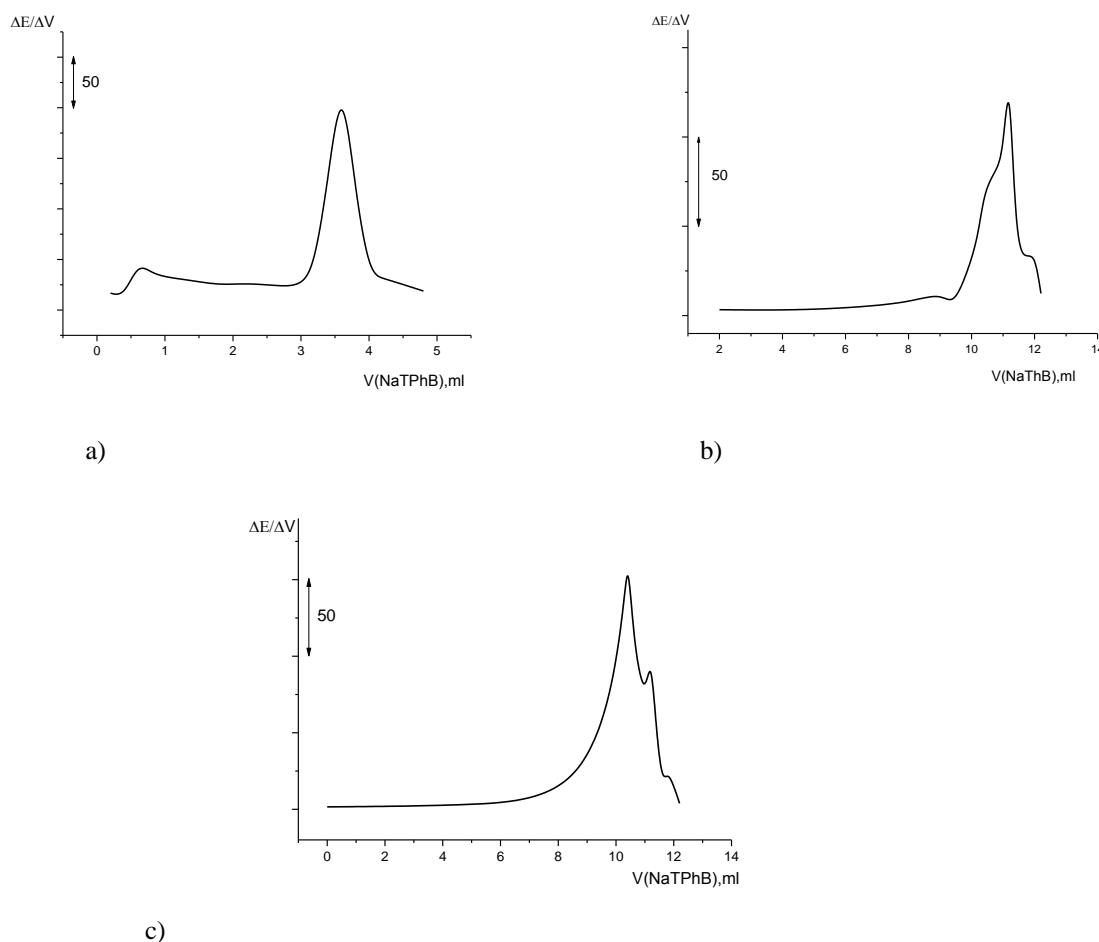 ΔE/ΔV
50
0 1 2 3 4 5
V(NaTPhB),ml
a)
ΔE/ΔV
50
2 4 6 8 10 12 14
V(NaThB),ml
b)
ΔE/ΔV
50
0 2 4 6 8 10 12 14
V(NaTPhB),ml
c)